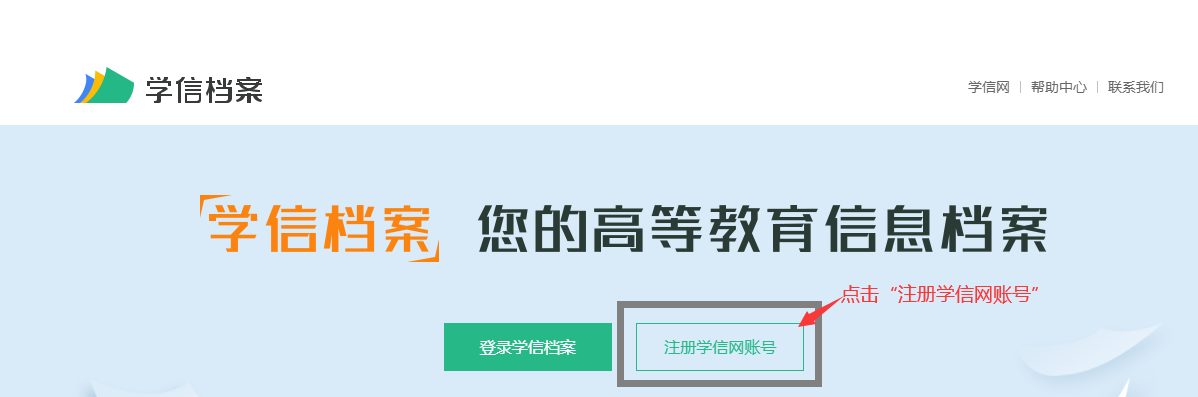 学信档案
学信网 | 帮助中心 | 联系我们
学信档案 您的高等教育信息档案
点击“注册学信网账号”
登录学信档案
注册学信网账号